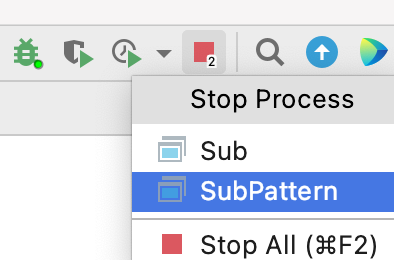 2
Stop Process
Sub
SubPattern
Stop All (⌘F2)